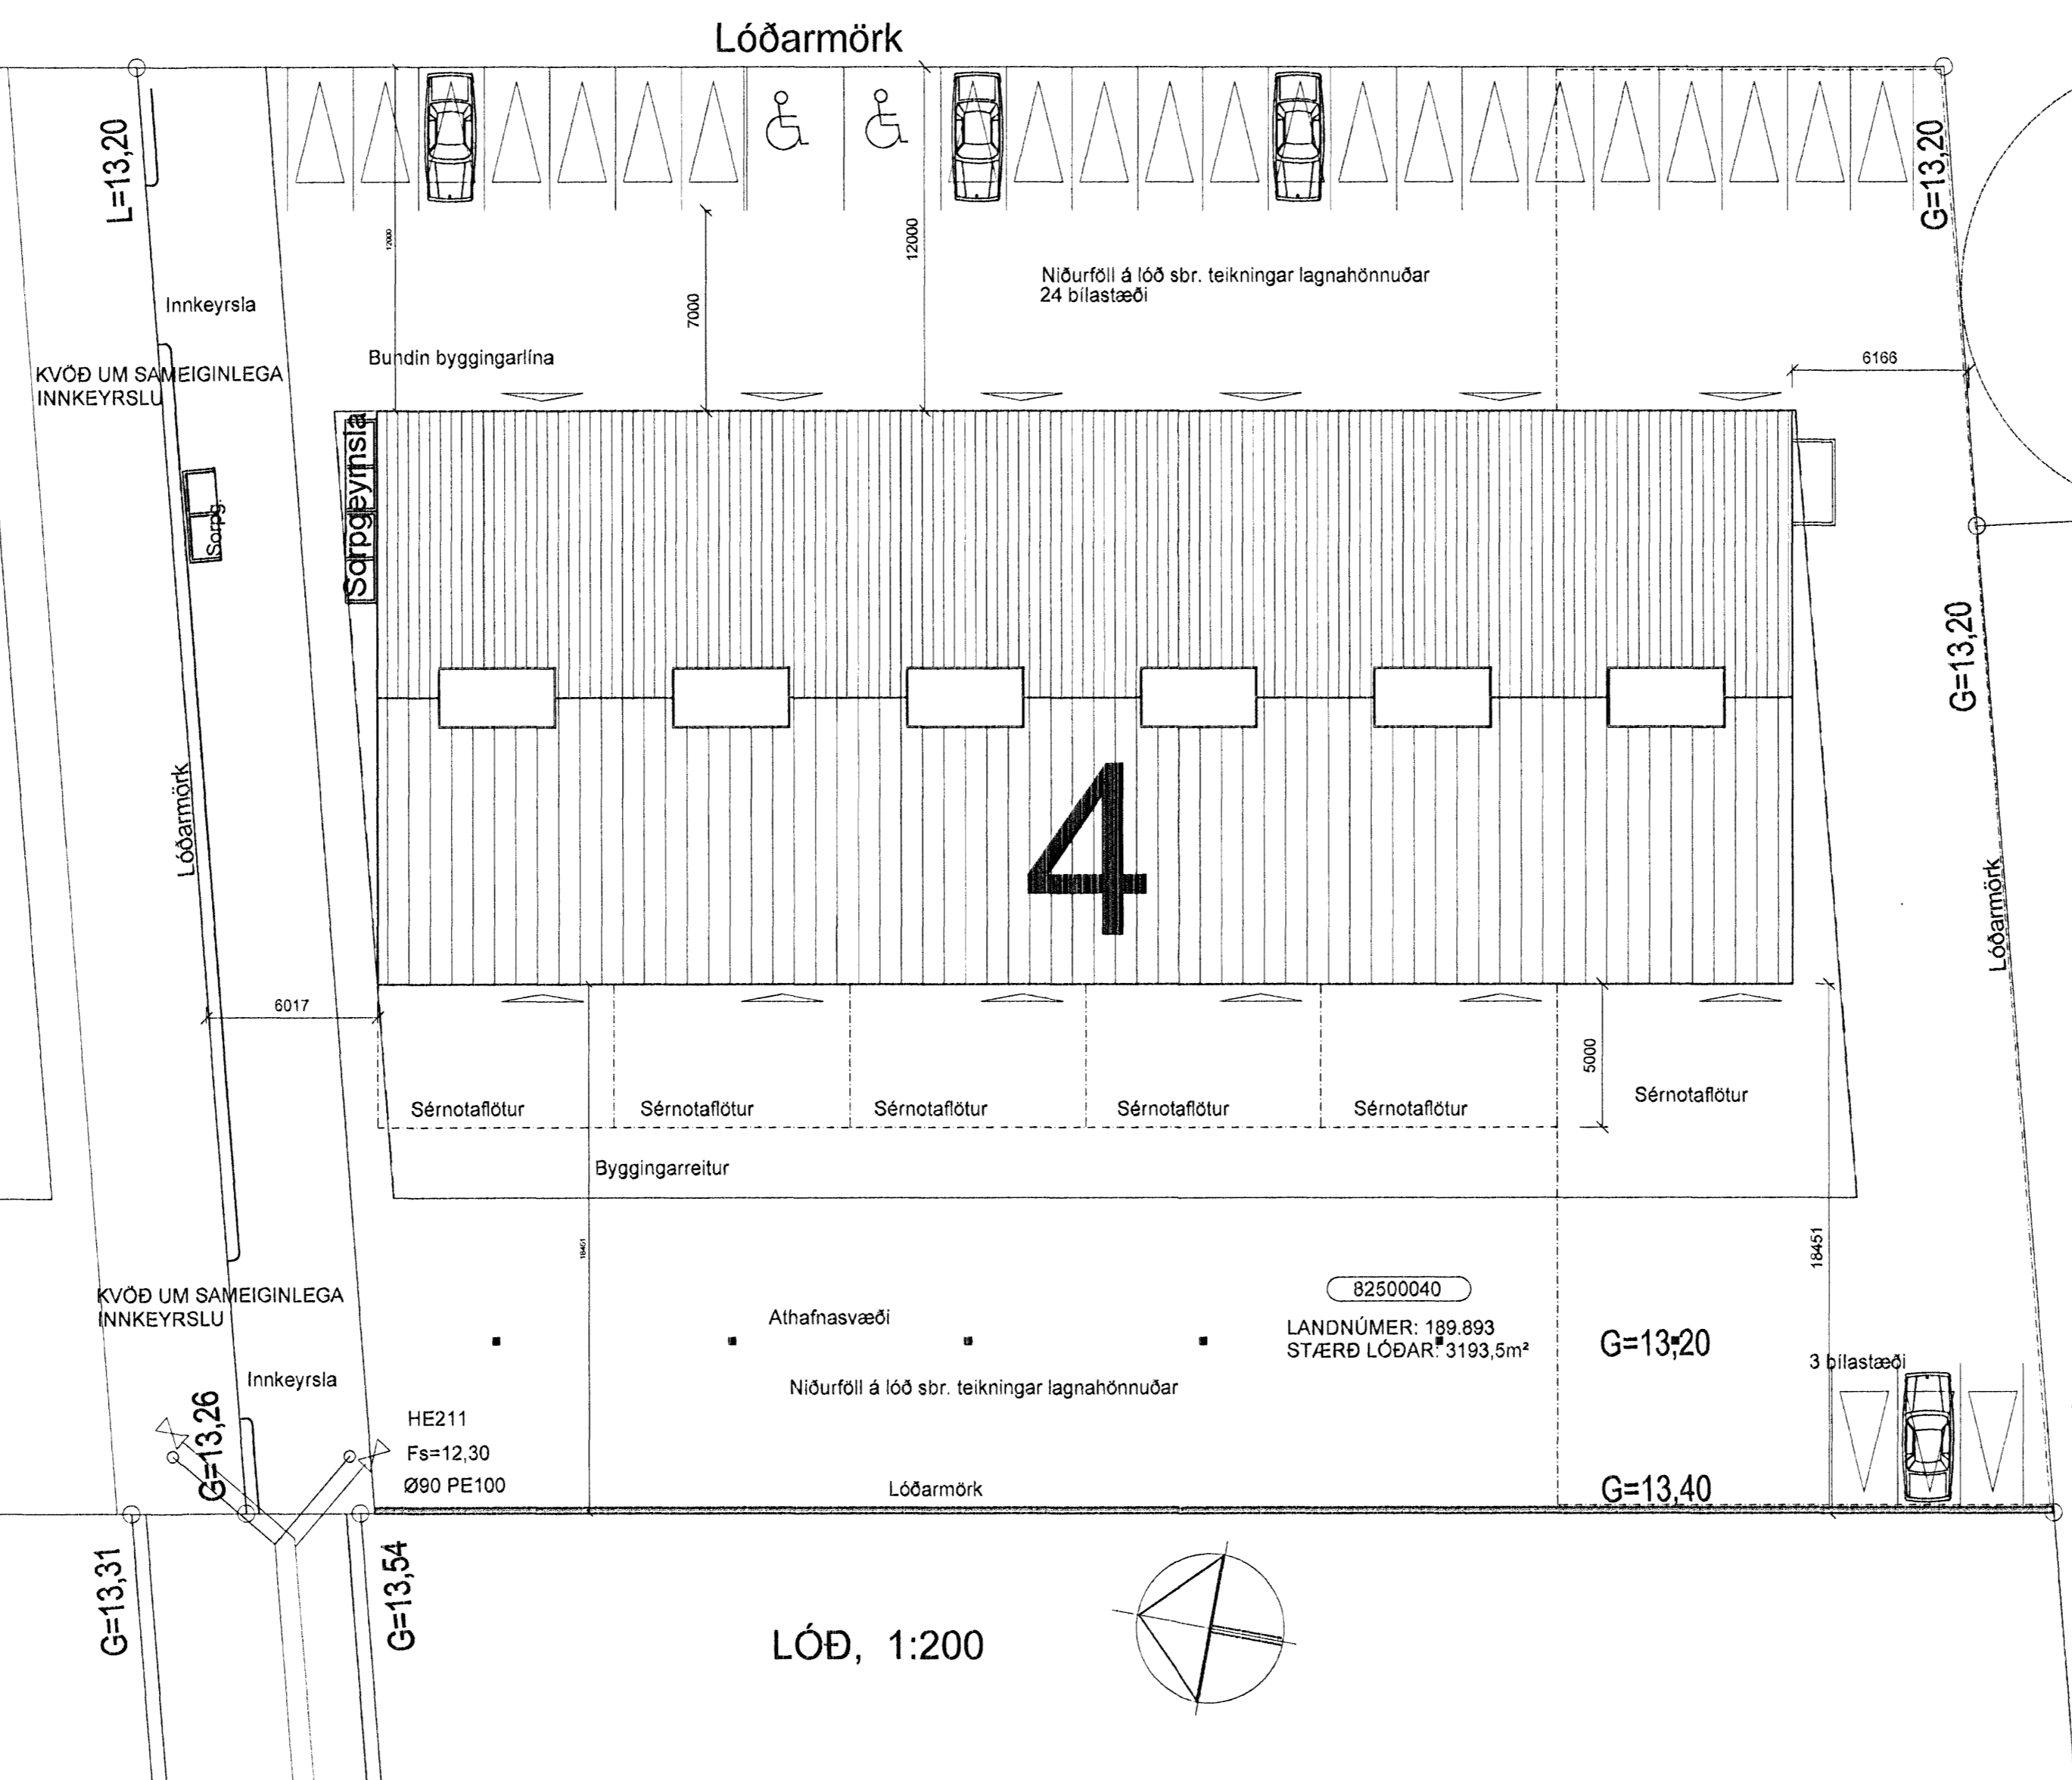 Lóðarmörk
L=13,20
G=13,20
12000
12000
7000
Niðurföll á lóð sbr. teikningar lagnahönnuðar
24 bílastæði
Innkeyrsla
KVÖÐ UM SAMEIGINLEGA
INNKEYRSLU
Bundin byggingarlína
6166
Sorpg.
Sorpgeymsla
G=13,20
Lóðarmörk
4
Lóðarmörk
6017
5000
Sérnotaflötur
Sérnotaflötur
Sérnotaflötur
Sérnotaflötur
Sérnotaflötur
Sérnotaflötur
Byggingarreitur
18451
18451
KVÖÐ UM SAMEIGINLEGA
INNKEYRSLU
82500040
Athafnasvæði
LANDNÚMER: 189.893
STÆRÐ LÓÐAR: 3193,5m²
G=13,20
3 bílastæði
Innkeyrsla
Niðurföll á lóð sbr. teikningar lagnahönnuðar
G=13,26
HE211
Fs=12,30
Ø90 PE100
Lóðarmörk
G=13,40
G=13,31
G=13,54
LÓÐ, 1:200